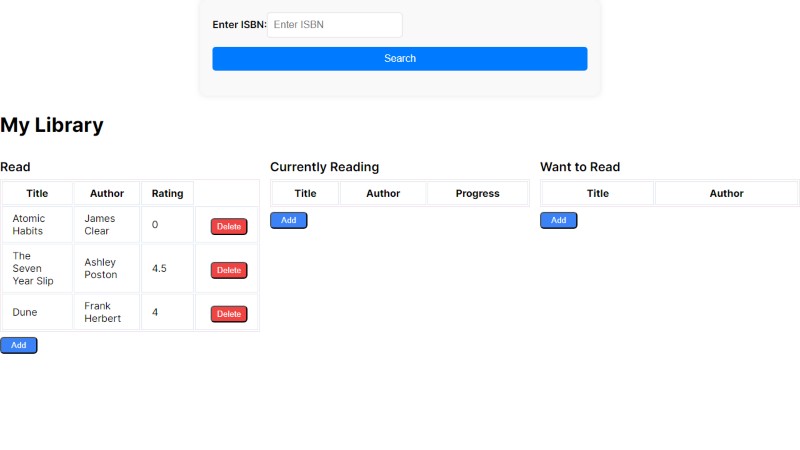 Enter ISBN: Enter ISBN
Search
My Library
Read
Title Author Rating
Atomic Habits James Clear 0 Delete
The Seven Year Slip Ashley Poston 4.5 Delete
Dune Frank Herbert 4 Delete
Add
Currently Reading
Title Author Progress
Add
Want to Read
Title Author
Add